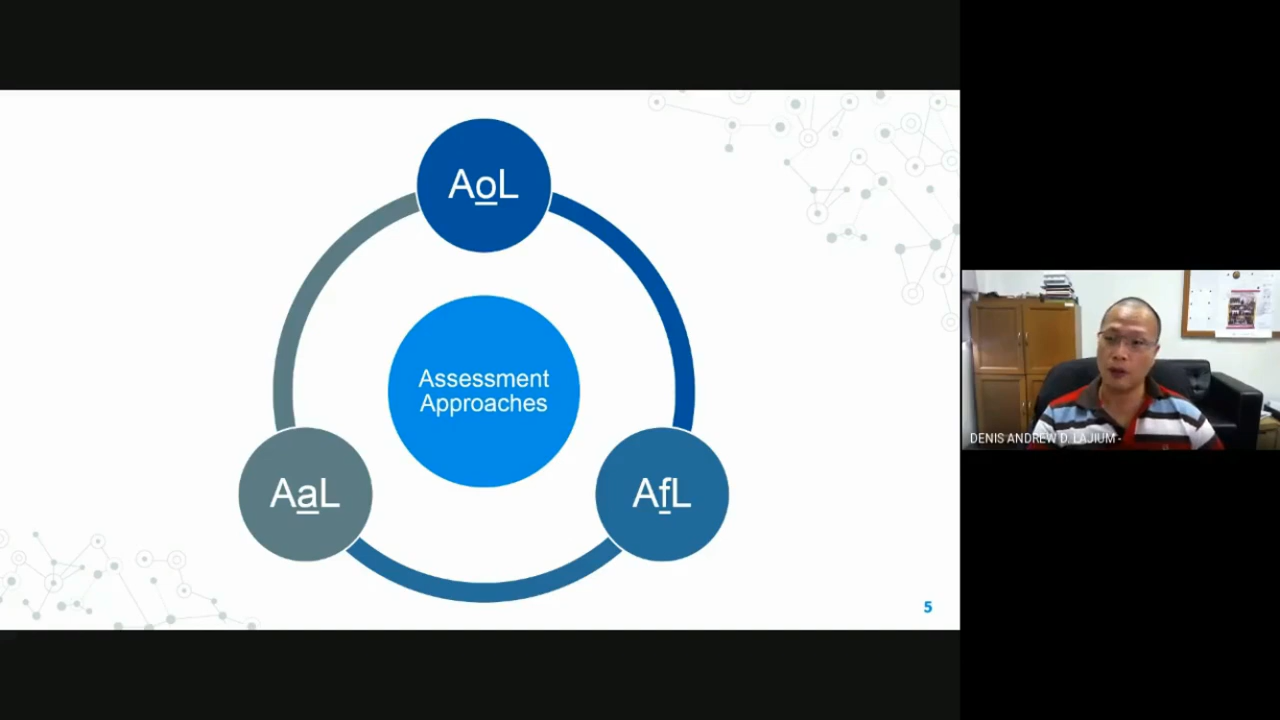 AoL
Assessment
Approaches
AaL
AfL
5
DENIS ANDREW D. LAJIUM -